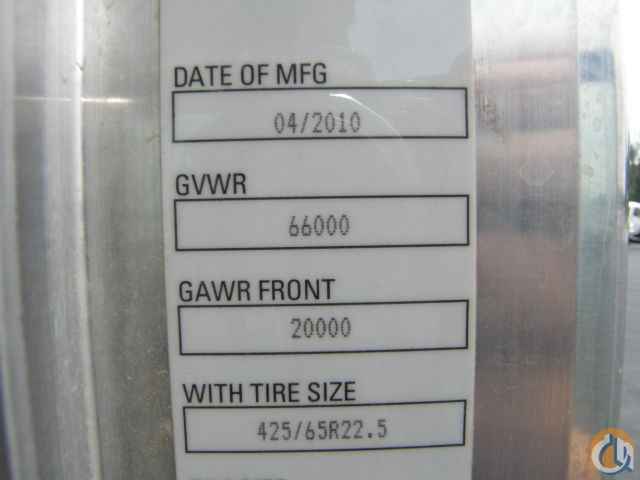 DATE OF MFG
04/2010
GVWR
66000
GAWR FRONT
20000
WITH TIRE SIZE
425/65R22.5